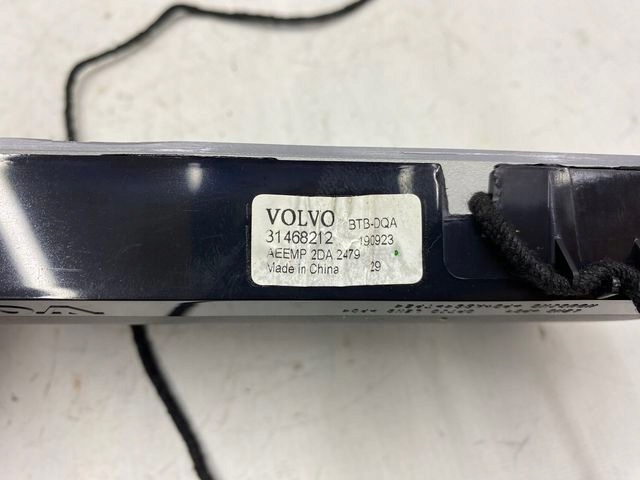 VOLVO BTB-DQA
31468212 190923
AEEMP 2DA 2479
Made in China 29